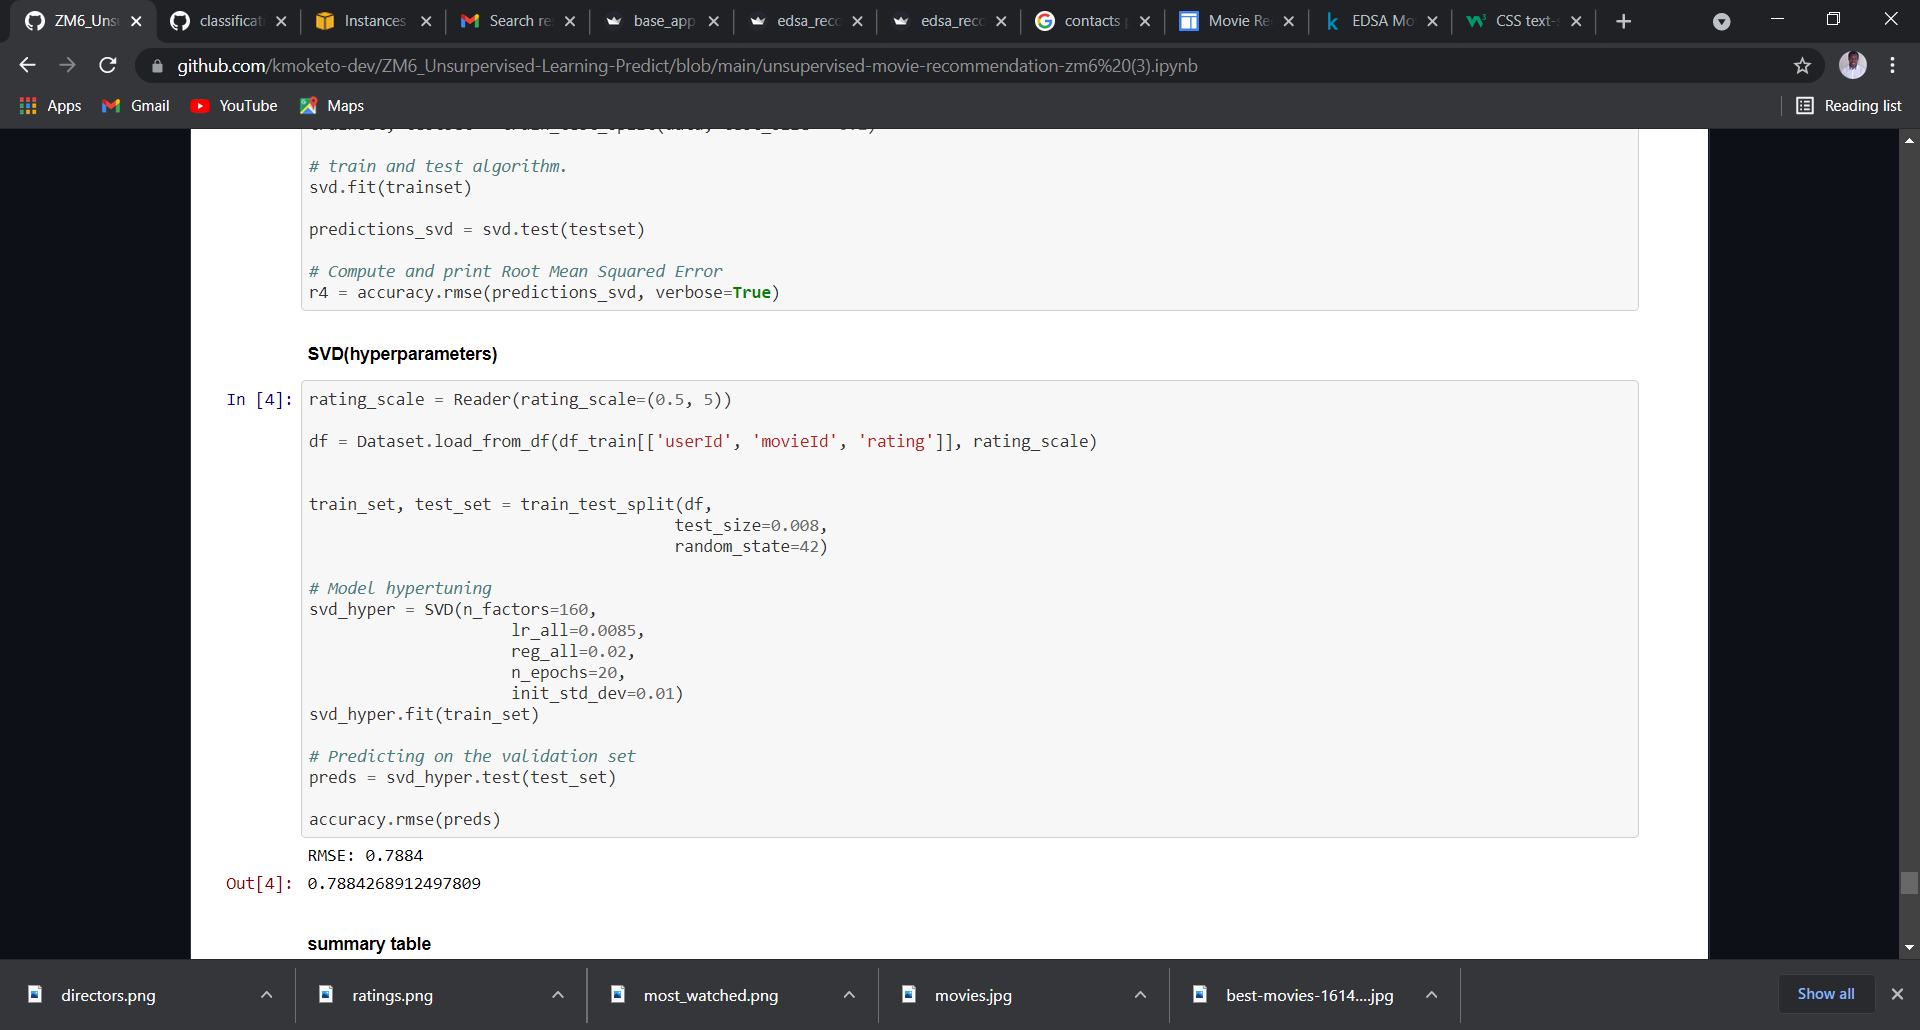 ZM6_Uns
classificat
Instances
Search re
base_app
edsa_reco
edsa_reco
contacts
Movie Re
EDSA Mo
CSS text-s
github.com/kmoketo-dev/ZM6_Unsurpervised-Learning-Predict/blob/main/unsupervised-movie-recommendation-zm6%20(3).ipynb
Apps
Gmail
YouTube
Maps
Reading list
# train and test algorithm.
svd.fit(trainset)
predictions_svd = svd.test(testset)
# Compute and print Root Mean Squared Error
r4 = accuracy.rmse(predictions_svd, verbose=True)
SVD(hyperparameters)
In [4]:
rating_scale = Reader(rating_scale=(0.5, 5))
df = Dataset.load_from_df(df_train[['userId', 'movieId', 'rating']], rating_scale)
train_set, test_set = train_test_split(df,
test_size=0.008,
random_state=42)
# Model hypertuning
svd_hyper = SVD(n_factors=160,
lr_all=0.0085,
reg_all=0.02,
n_epochs=20,
init_std_dev=0.01)
svd_hyper.fit(train_set)
# Predicting on the validation set
preds = svd_hyper.test(test_set)
accuracy.rmse(preds)
RMSE: 0.7884
Out[4]: 0.7884268912497809
summary table
directors.png
ratings.png
most_watched.png
movies.jpg
best-movies-1614....jpg
Show all